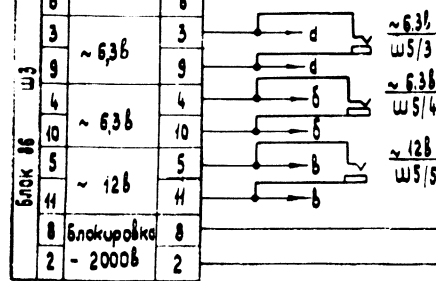 6 6
3 3 а ~ 6.3в
~ 6,3в Ш5/3
9 9 а
4 4 б ~ 6.3в
~ 6,3в Ш5/4
10 10 б
5 5 в ~ 12в
~ 12в Ш5/5
11 11 в
8 Блокировка 8
2 - 2000в 2
Блок 86 Ш3